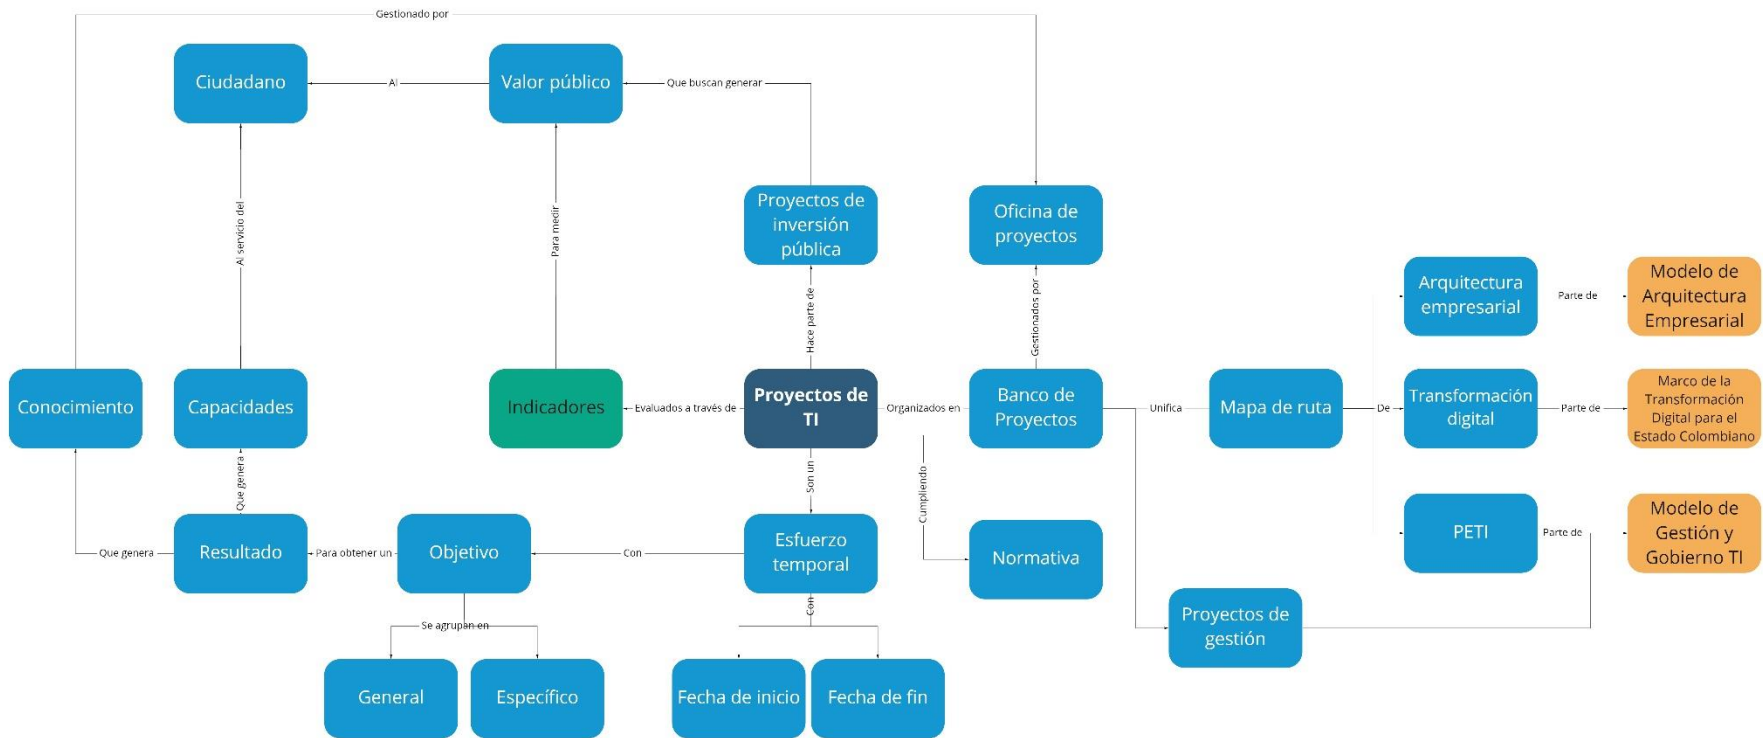 Gestionado por
Ciudadano
Al
Valor público
Que buscan generar
Al servicio del
Para medir
Proyectos de
inversión
pública
Oficina de
proyectos
Hace parte de
Gestionados por
Arquitectura
empresarial
Parte de
Modelo de
Arquitectura
Empresarial
Conocimiento
Capacidades
Indicadores
Evaluados a través de
Proyectos de
TI
Organizados en
Banco de
Proyectos
Unifica
Mapa de ruta
De
Transformación
digital
Parte de
Marco de la
Transformación
Digital para el
Estado Colombiano
Que genera
Son un
Cumpliendo
Que genera
Resultado
Para obtener un
Objetivo
Con
Esfuerzo
temporal
Normativa
PETI
Parte de
Modelo de
Gestión y
Gobierno TI
Se agrupan en
Con
Proyectos de
gestión
General
Específico
Fecha de inicio
Fecha de fin